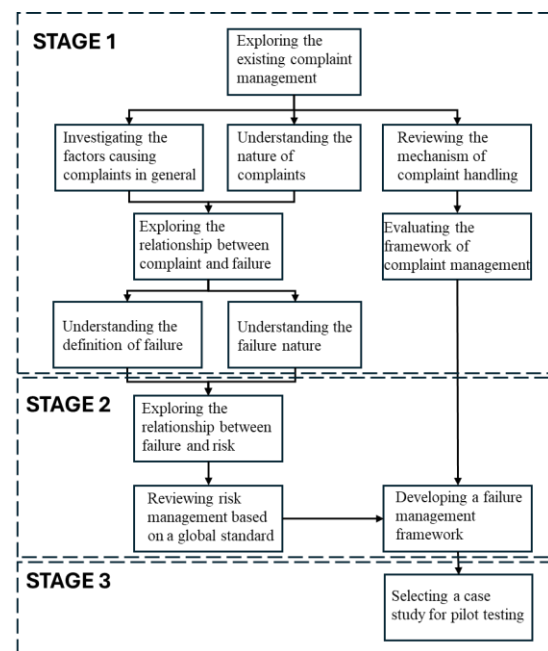 STAGE 1
Exploring the
existing complaint
management
Investigating the
factors causing
complaints in general
Understanding the
nature of
complaints
Reviewing the
mechanism of
complaint handling
Exploring the
relationship between
complaint and failure
Evaluating the
framework of
complaint management
Understanding the
definition of failure
Understanding the
failure nature
STAGE 2
Exploring the
relationship between
failure and risk
Reviewing risk
management based
on a global standard
Developing a failure
management
framework
STAGE 3
Selecting a case
study for pilot testing